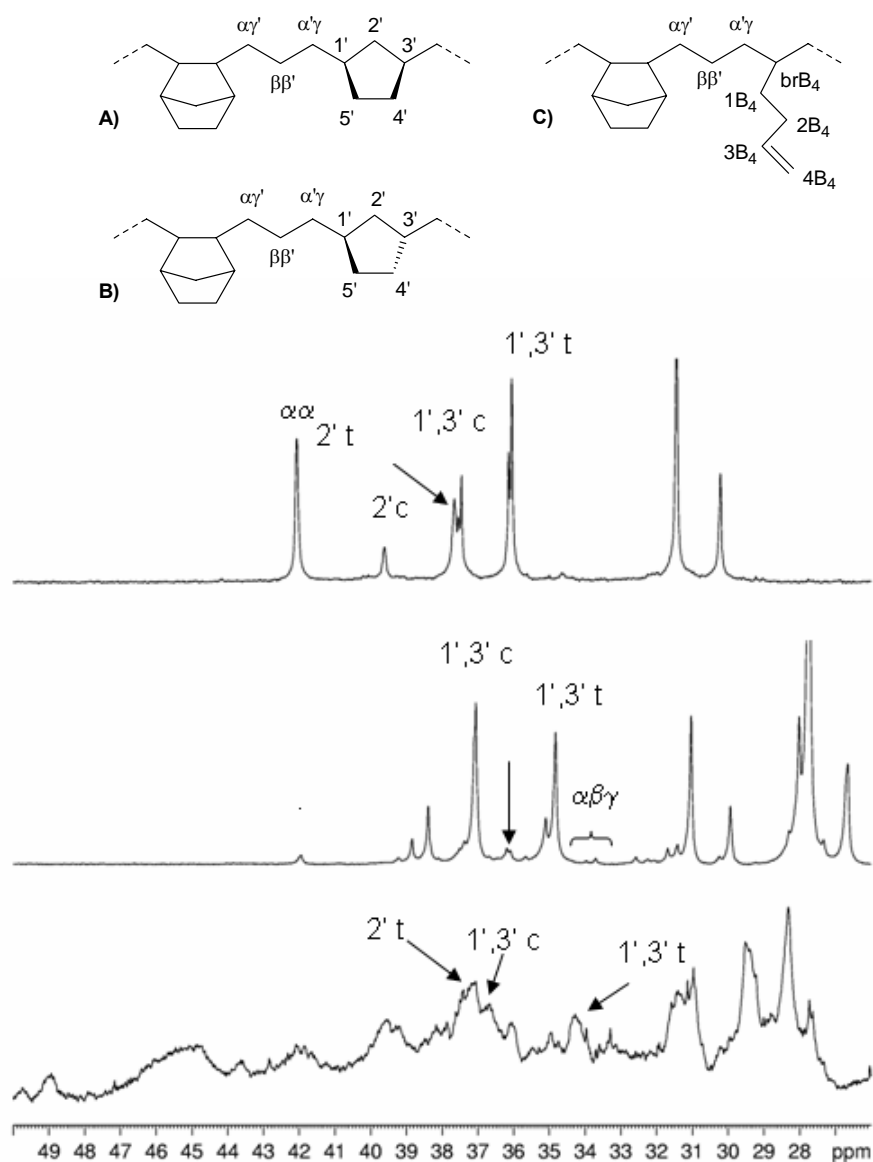 αγ' α'γ 2'
1' 3'
ββ'
5' 4'
A)
αγ' α'γ
ββ' brB₄
1B₄
2B₄
3B₄
4B₄
C)
αγ' α'γ 2'
1' 3'
ββ'
5' 4'
B)
1',3' t
αα
2' t
1',3' c
2'c
1',3' c
1',3' t
αβγ
2' t
1',3' c
1',3' t
49 48 47 46 45 44 43 42 41 40 39 38 37 36 35 34 33 32 31 30 29 28 ppm